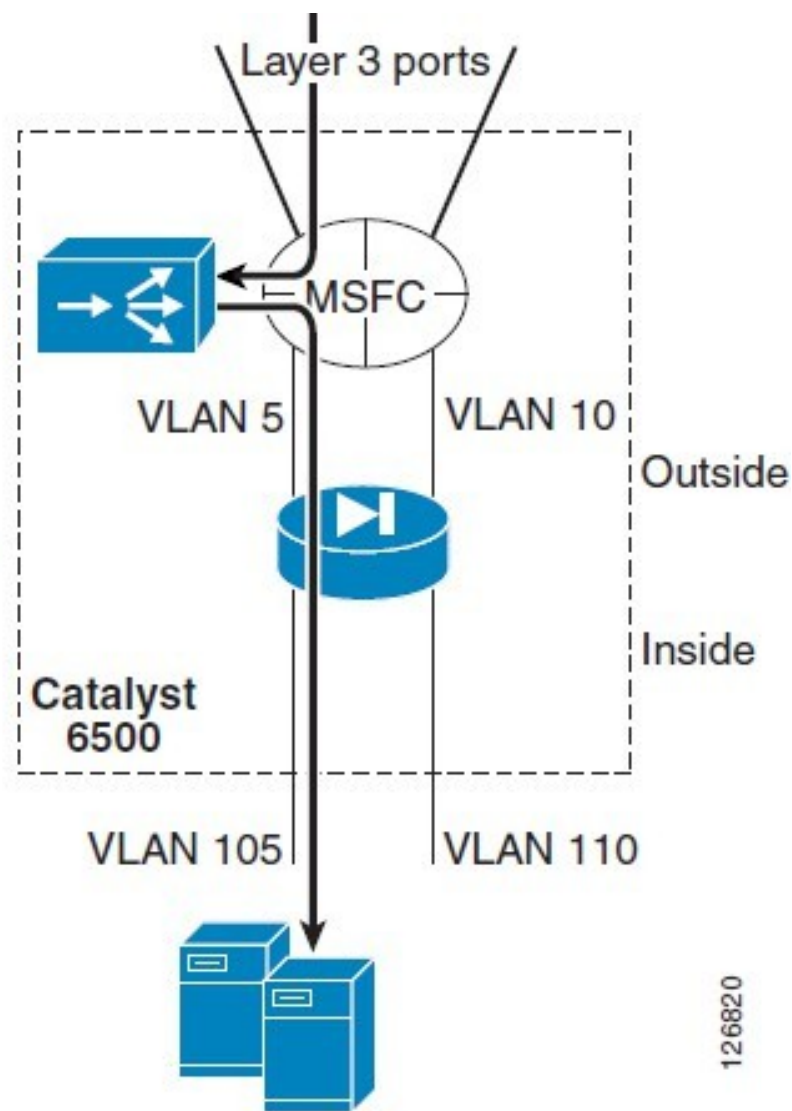 Layer 3 ports
MSFC
VLAN 5
VLAN 10
Outside
Inside
Catalyst
6500
VLAN 105
VLAN 110
126820